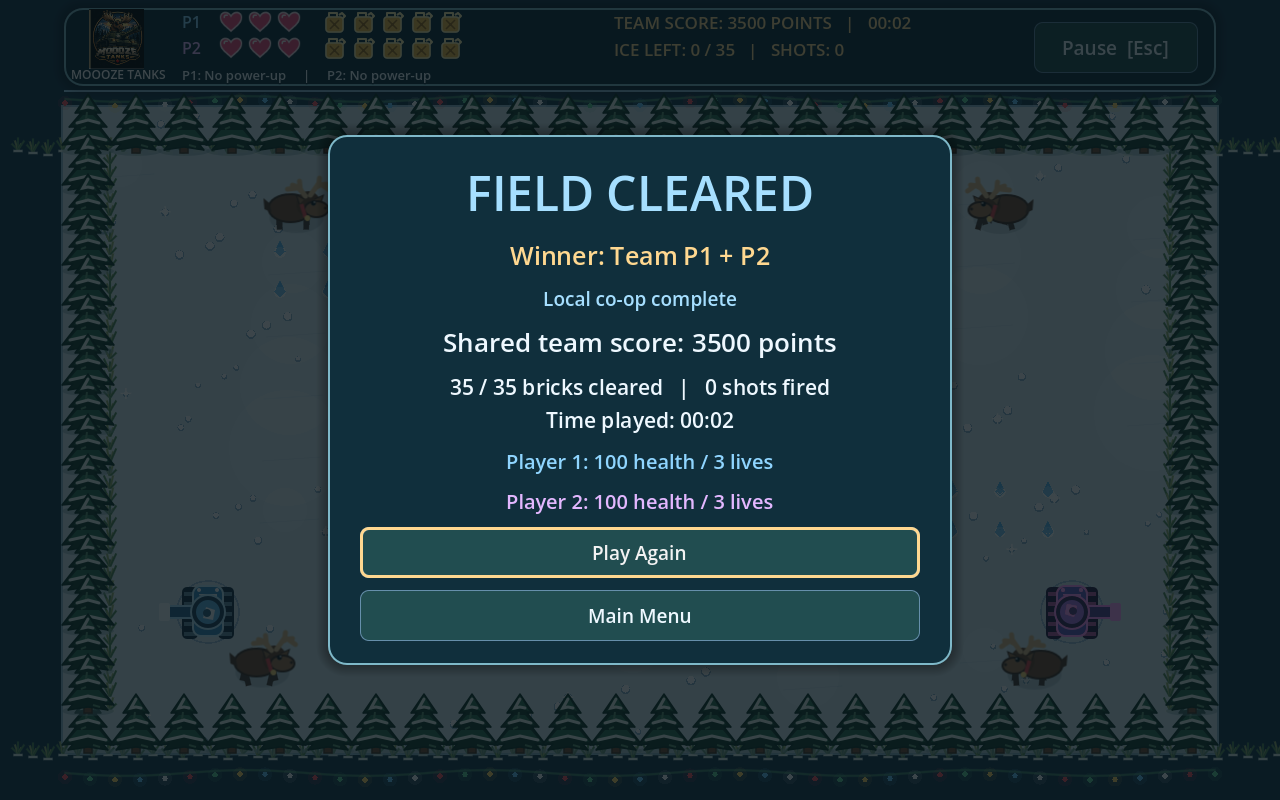 P1
TEAM SCORE: 3500 POINTS | 00:02
P2
ICE LEFT: 0 / 35 | SHOTS: 0
Pause [Esc]
MOOOZE TANKS
MOOOZE TANKS
P1: No power-up | P2: No power-up
FIELD CLEARED
Winner: Team P1 + P2
Local co-op complete
Shared team score: 3500 points
35 / 35 bricks cleared | 0 shots fired
Time played: 00:02
Player 1: 100 health / 3 lives
Player 2: 100 health / 3 lives
Play Again
Main Menu